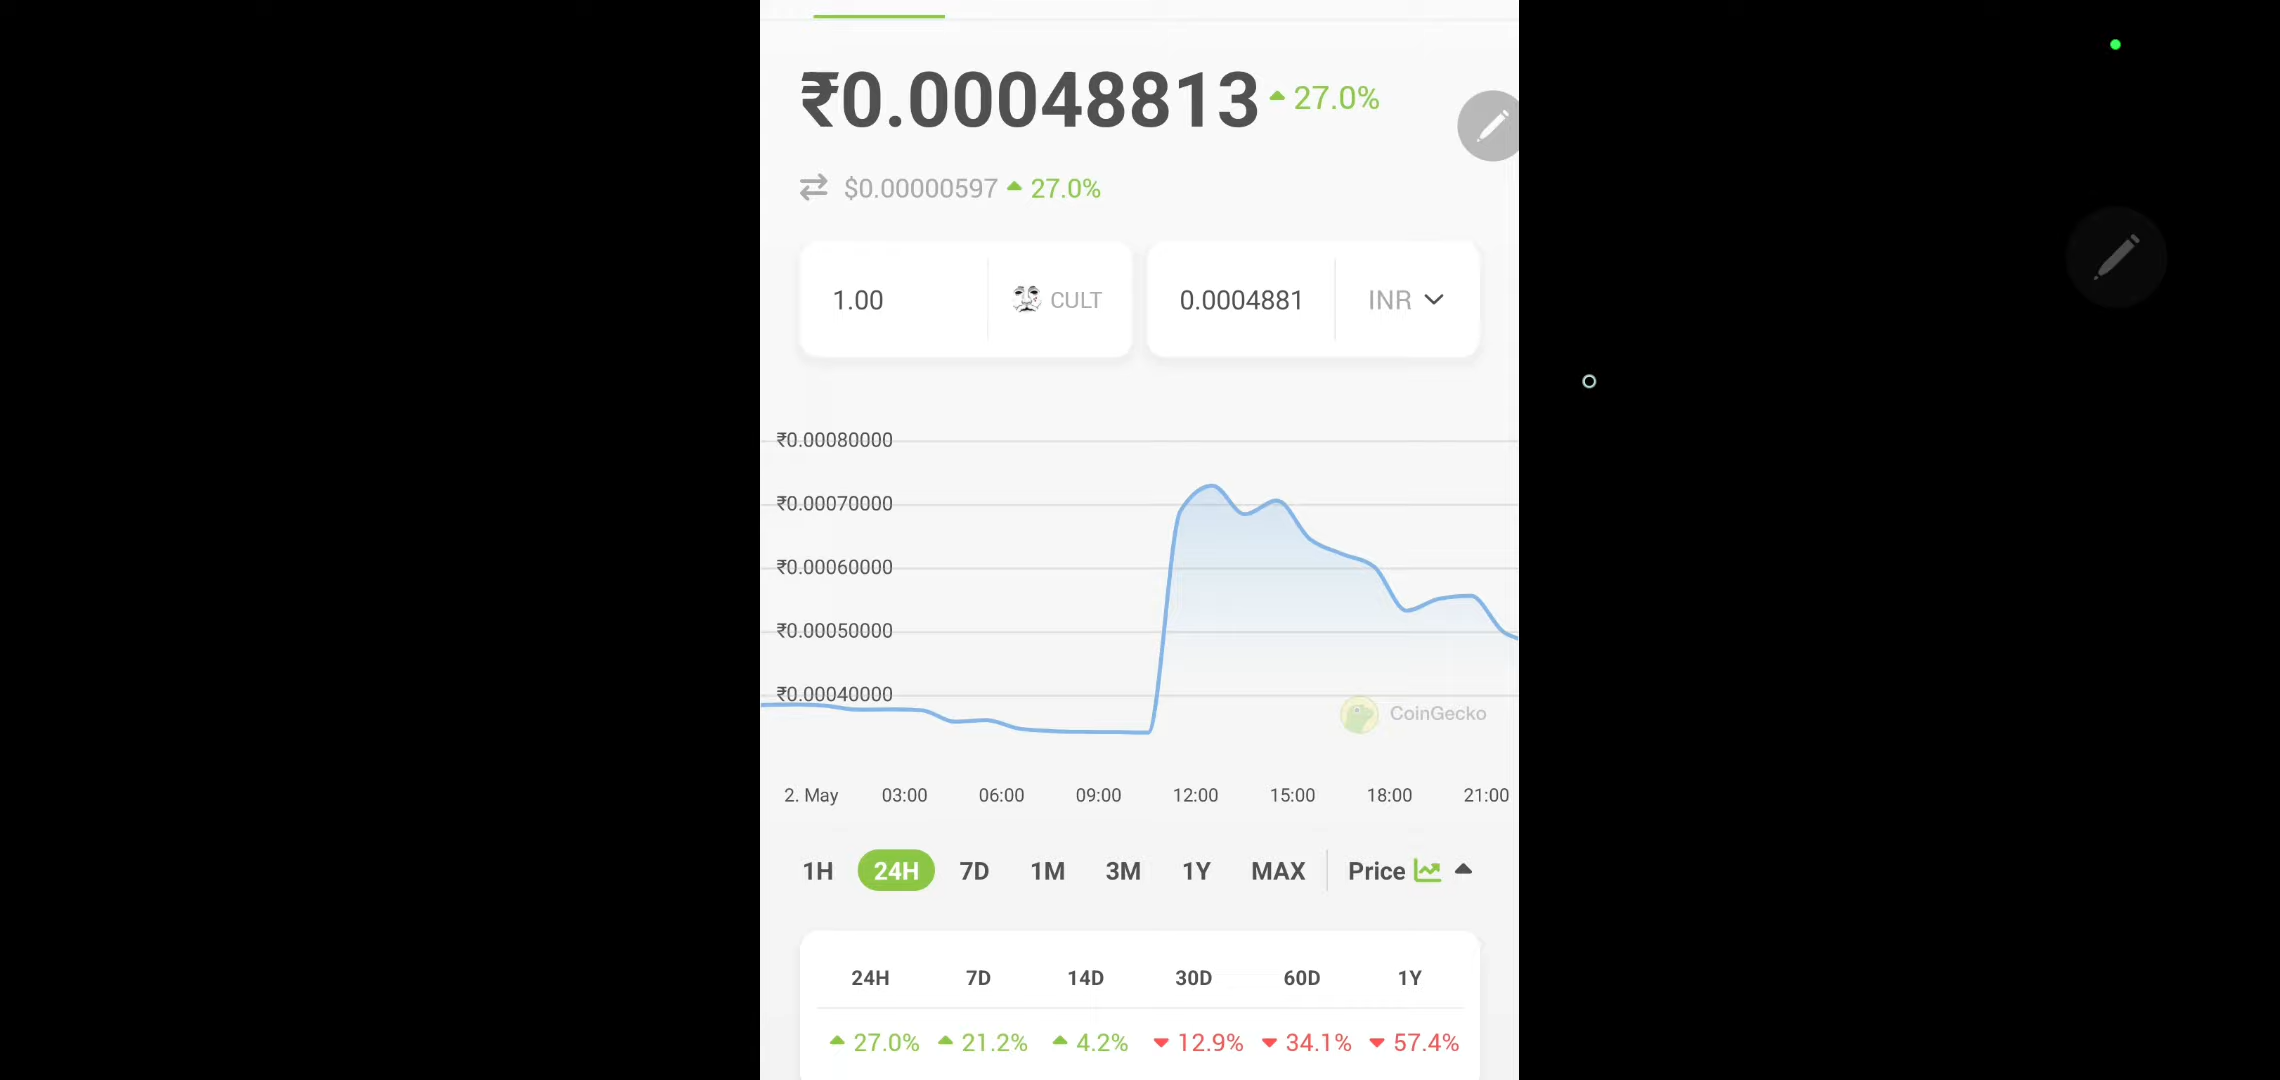 ₹0.00048813 27.0%
$0.00000597 27.0%
1.00 CULT 0.0004881 INR
₹0.00080000
₹0.00070000
₹0.00060000
₹0.00050000
₹0.00040000
CoinGecko
2. May 03:00 06:00 09:00 12:00 15:00 18:00 21:00
1H 24H 7D 1M 3M 1Y MAX Price
24H 7D 14D 30D 60D 1Y
27.0% 21.2% 4.2% 12.9% 34.1% 57.4%